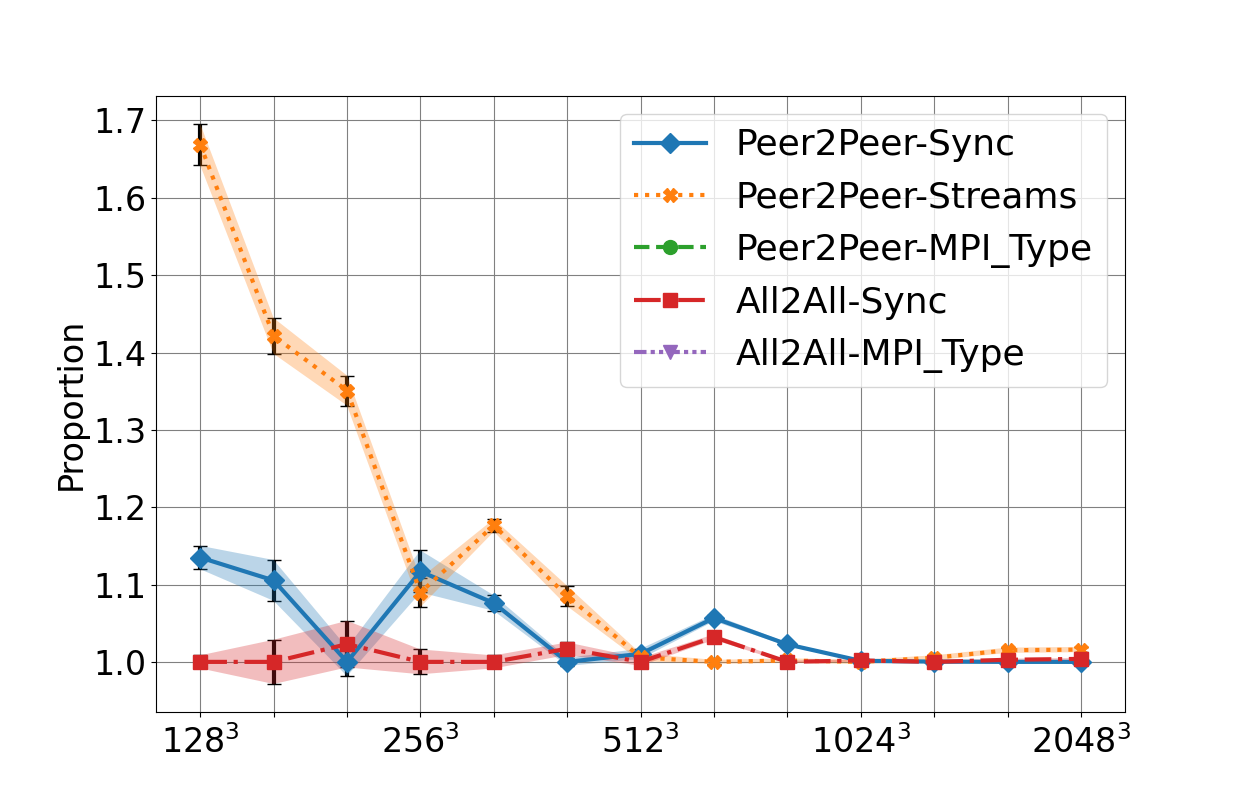 Proportion
1.7
1.6
1.5
1.4
1.3
1.2
1.1
1.0
128³
256³
512³
1024³
2048³
Peer2Peer-Sync
Peer2Peer-Streams
Peer2Peer-MPI_Type
All2All-Sync
All2All-MPI_Type